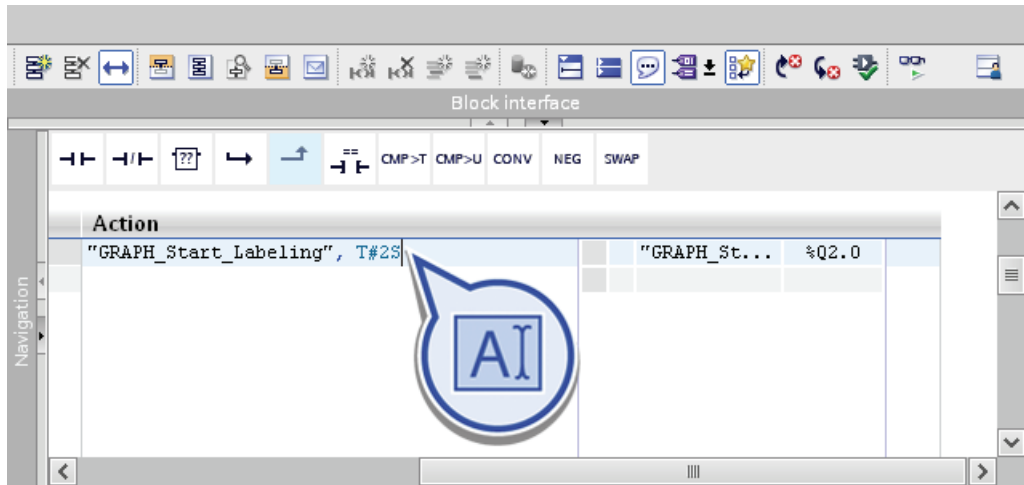 Block interface
??
CMP>T CMP>U CONV NEG SWAP
Action
"GRAPH_Start_Labeling", T#2S "GRAPH_St... %Q2.0
Navigation
AI